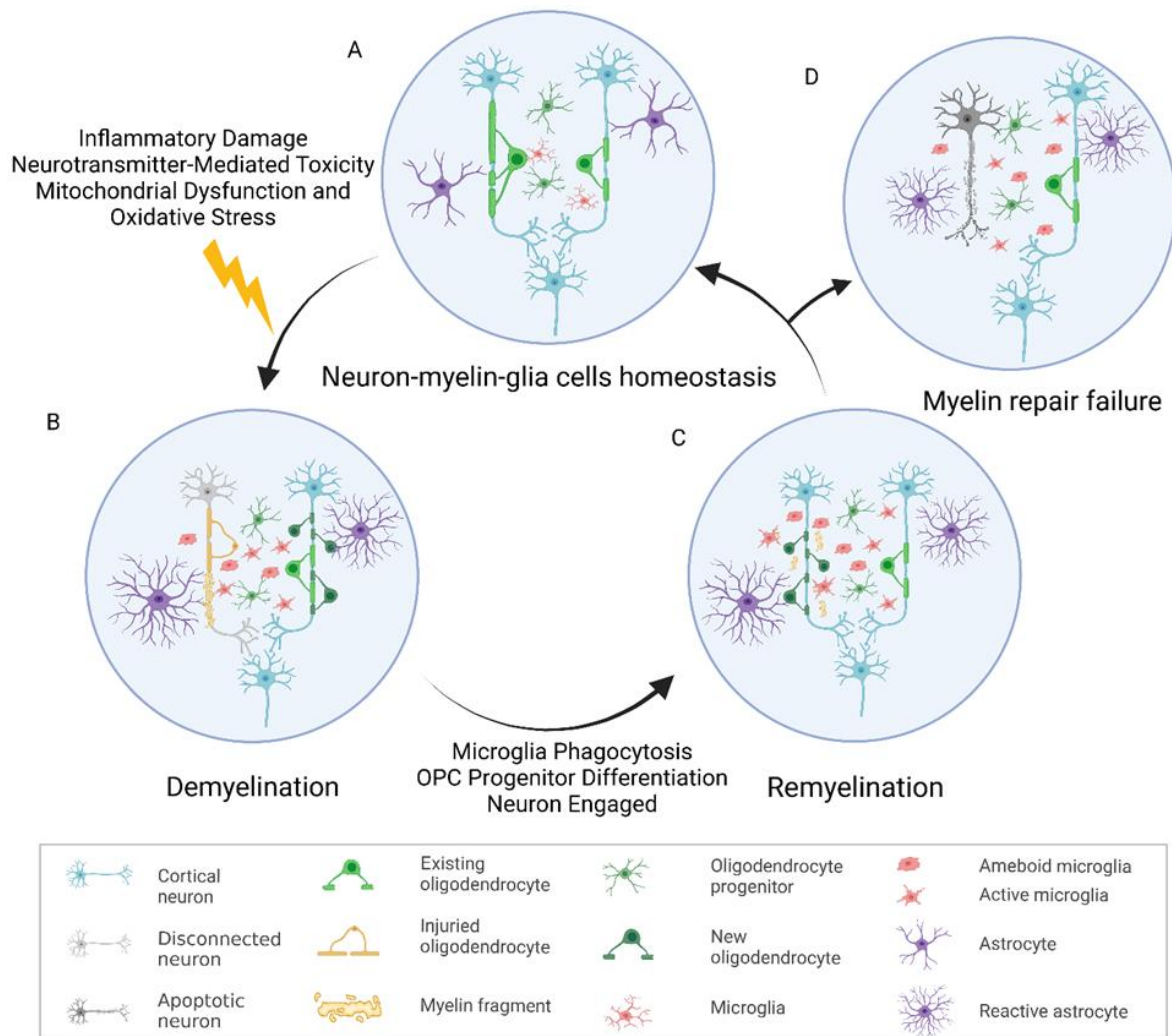 A
D
Inflammatory Damage
Neurotransmitter-Mediated Toxicity
Mitochondrial Dysfunction and
Oxidative Stress
Neuron-myelin-glia cells homeostasis
Myelin repair failure
B
C
Microglia Phagocytosis
OPC Progenitor Differentiation
Neuron Engaged
Demyelination
Remyelination
Cortical
neuron
Existing
oligodendrocyte
Oligodendrocyte
progenitor
Ameboid microglia
Active microglia
Disconnected
neuron
Injuried
oligodendrocyte
New
oligodendrocyte
Astrocyte
Apoptotic
neuron
Myelin fragment
Microglia
Reactive astrocyte